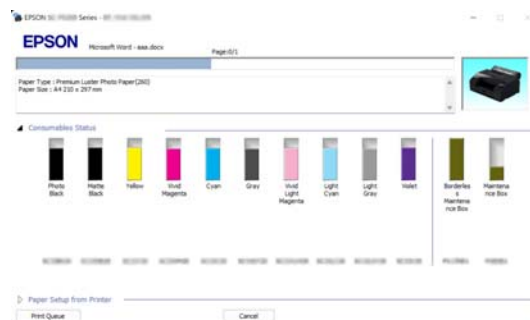 EPSON Series -
EPSON
Microsoft Word - aaa.docx
Page:0/1
Paper Type : Premium Luster Photo Paper(260)
Paper Size : A4 210 x 297 mm
Consumables Status
Photo Black
Matte Black
Yellow
Vivid Magenta
Cyan
Gray
Vivid Light Magenta
Light Cyan
Light Gray
Violet
Borderles s Maintena nce Box
Maintena nce Box
Paper Setup from Printer
Print Queue
Cancel